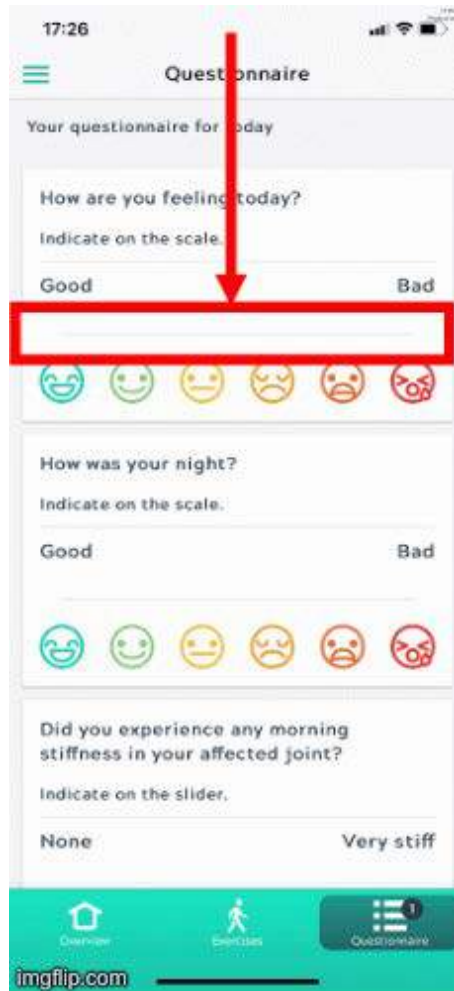 17:26
Questionnaire
Your questionnaire for today
How are you feeling today?
Indicate on the scale.
Good Bad
How was your night?
Indicate on the scale.
Good Bad
Did you experience any morning
stiffness in your affected joint?
Indicate on the slider.
None Very stiff
1
Overview Exercises Questionnaire
imgflip.com